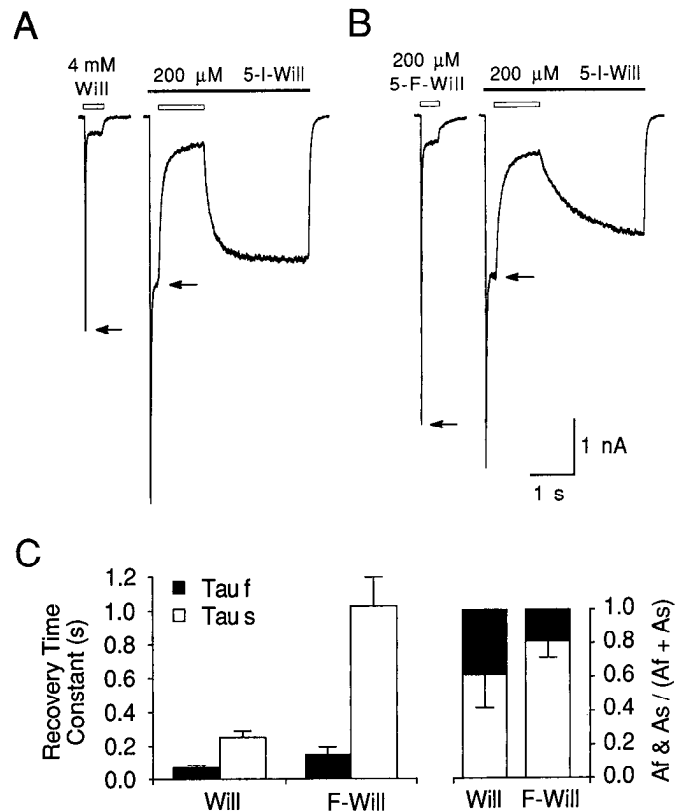 A
4 mM
Will
200 μM 5-I-Will
B
200 μM
5-F-Will
200 μM 5-I-Will
1 nA
1 s
C
Recovery Time
Constant (s)
1.2
1.0
0.8
0.6
0.4
0.2
0.0
Tau f
Tau s
Will
F-Will
1.0
0.8
0.6
0.4
0.2
0.0
Af & As / (Af + As)
Will
F-Will